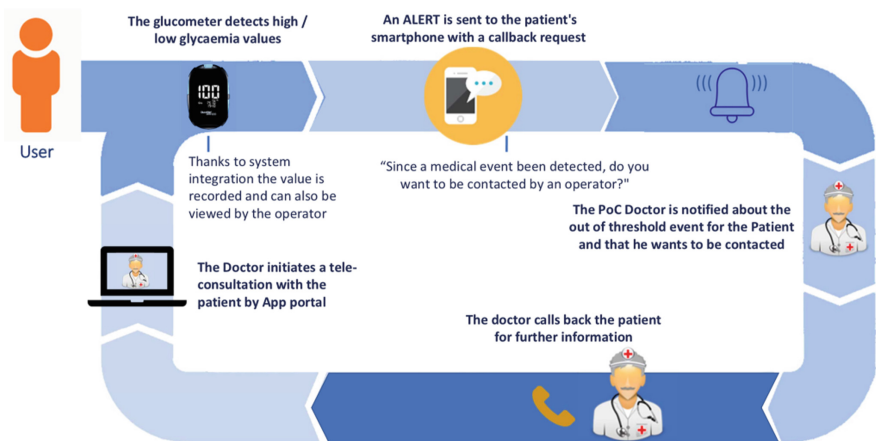 The glucometer detects high /
low glycaemia values
An ALERT is sent to the patient's
smartphone with a callback request
100
User
Thanks to system
integration the value is
recorded and can also be
viewed by the operator
“Since a medical event been detected, do you
want to be contacted by an operator?"
The PoC Doctor is notified about the
out of threshold event for the Patient
and that he wants to be contacted
The Doctor initiates a tele-
consultation with the
patient by App portal
The doctor calls back the patient
for further information